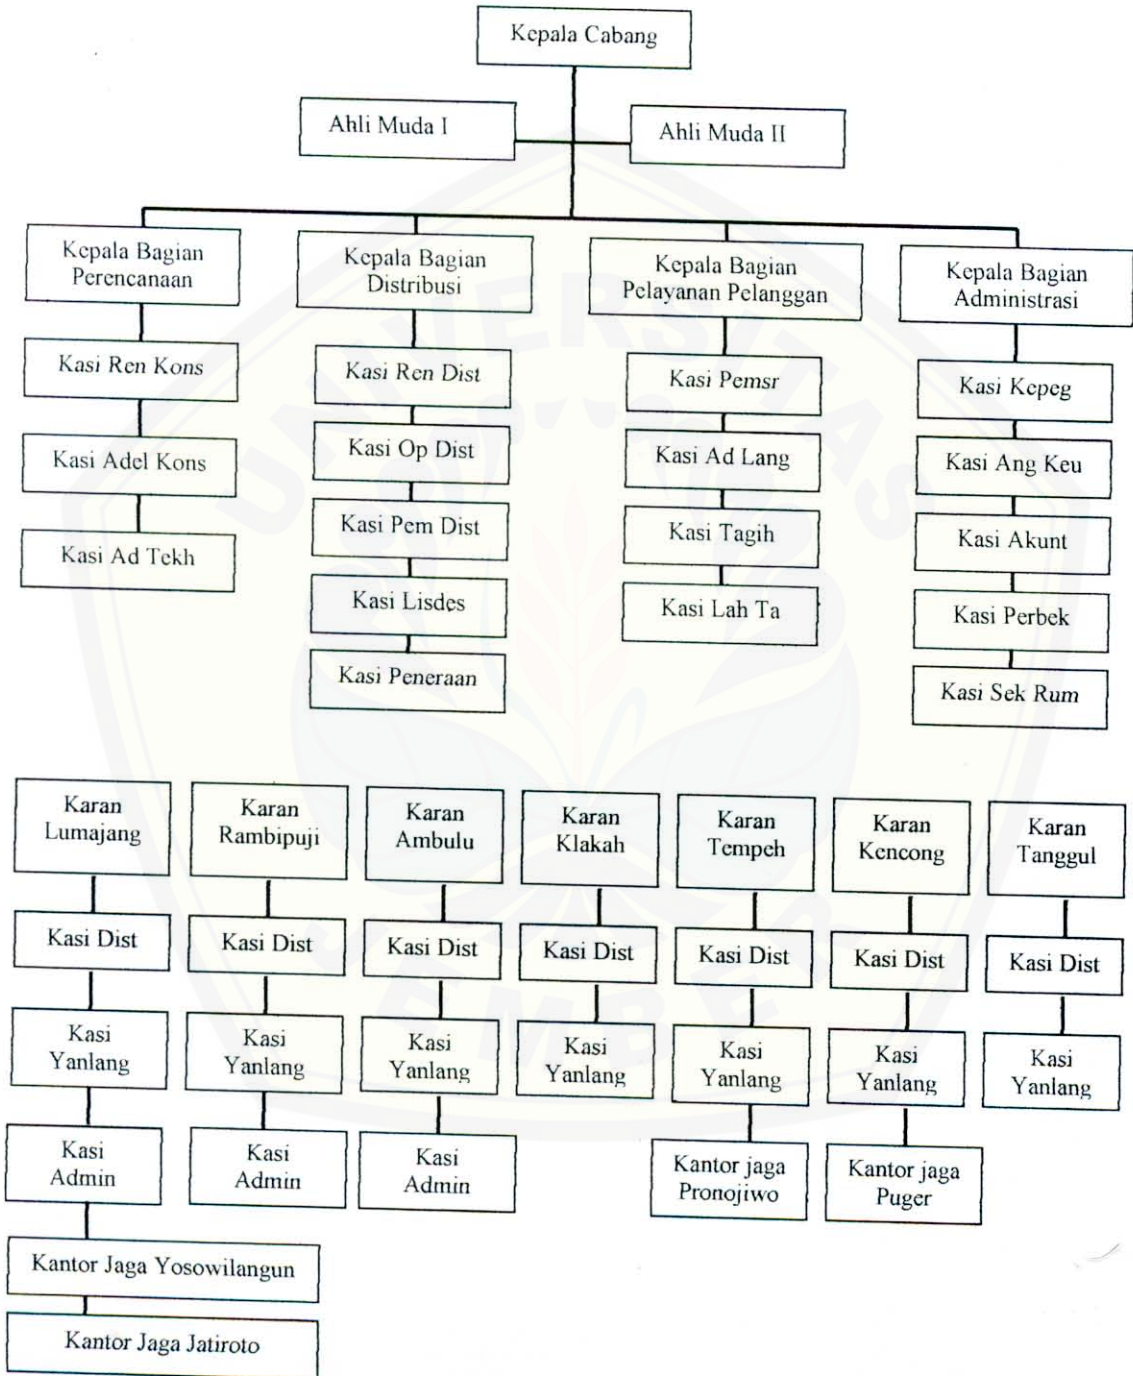 Kepala Cabang
Ahli Muda I
Ahli Muda II
Kepala Bagian
Perencanaan
Kepala Bagian
Distribusi
Kepala Bagian
Pelayanan Pelanggan
Kepala Bagian
Administrasi
Kasi Ren Kons
Kasi Adel Kons
Kasi Ad Tekh
Kasi Ren Dist
Kasi Op Dist
Kasi Pem Dist
Kasi Lisdes
Kasi Peneraan
Kasi Pemsr
Kasi Ad Lang
Kasi Tagih
Kasi Lah Ta
Kasi Kepeg
Kasi Ang Keu
Kasi Akunt
Kasi Perbek
Kasi Sek Rum
Karan
Lumajang
Kasi Dist
Kasi
Yanlang
Kasi
Admin
Kantor Jaga Yosowilangun
Kantor Jaga Jatiroto
Karan
Rambipuji
Kasi Dist
Kasi
Yanlang
Kasi
Admin
Karan
Ambulu
Kasi Dist
Kasi
Yanlang
Kasi
Admin
Karan
Klakah
Kasi Dist
Kasi
Yanlang
Karan
Tempeh
Kasi Dist
Kasi
Yanlang
Kantor jaga
Pronojiwo
Karan
Kencong
Kasi Dist
Kasi
Yanlang
Kantor jaga
Puger
Karan
Tanggul
Kasi Dist
Kasi
Yanlang
UNIVERSITAS
JEMBER